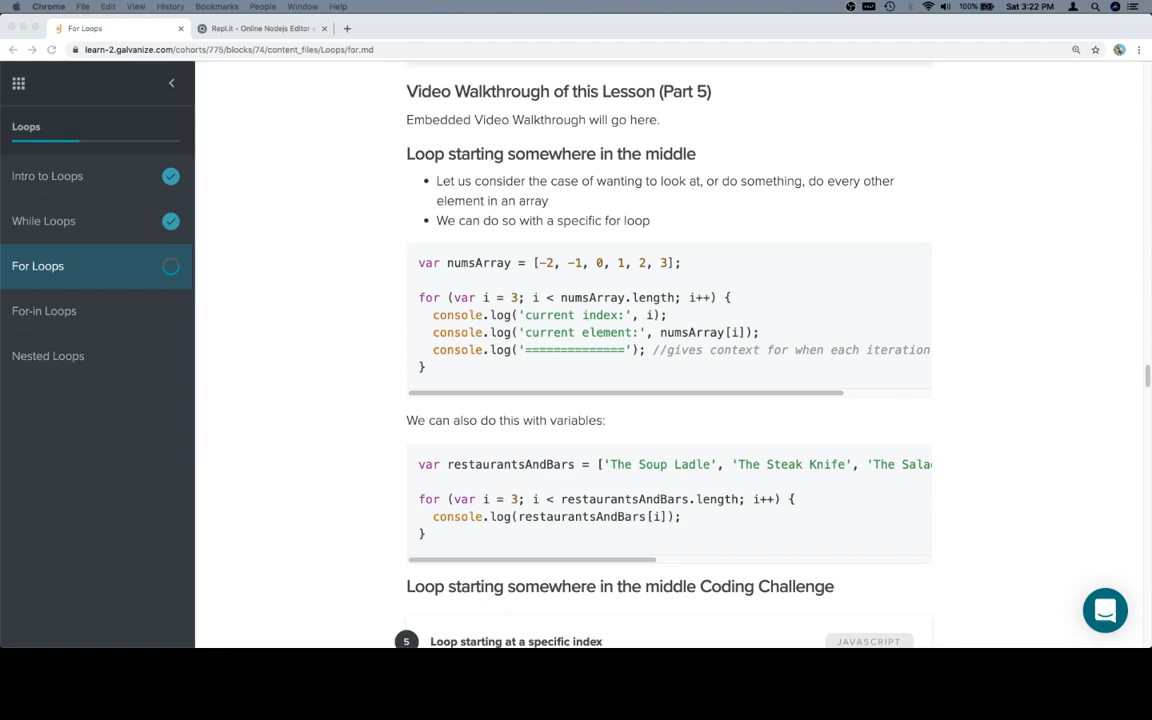 Chrome File Edit View History Bookmarks People Window Help 100% Sat 3:22 PM
For Loops Repl.it - Online Nodejs Editor
learn-2.galvanize.com/cohorts/775/blocks/74/content_files/Loops/for.md
Loops
Intro to Loops
While Loops
For Loops
For-in Loops
Nested Loops
Video Walkthrough of this Lesson (Part 5)
Embedded Video Walkthrough will go here.
Loop starting somewhere in the middle
• Let us consider the case of wanting to look at, or do something, do every other
element in an array
• We can do so with a specific for loop
var numsArray = [-2, -1, 0, 1, 2, 3];
for (var i = 3; i < numsArray.length; i++) {
console.log('current index:', i);
console.log('current element:', numsArray[i]);
console.log('=============='); //gives context for when each iteration
}
We can also do this with variables:
var restaurantsAndBars = ['The Soup Ladle', 'The Steak Knife', 'The Sala
for (var i = 3; i < restaurantsAndBars.length; i++) {
console.log(restaurantsAndBars[i]);
}
Loop starting somewhere in the middle Coding Challenge
5 Loop starting at a specific index JAVASCRIPT